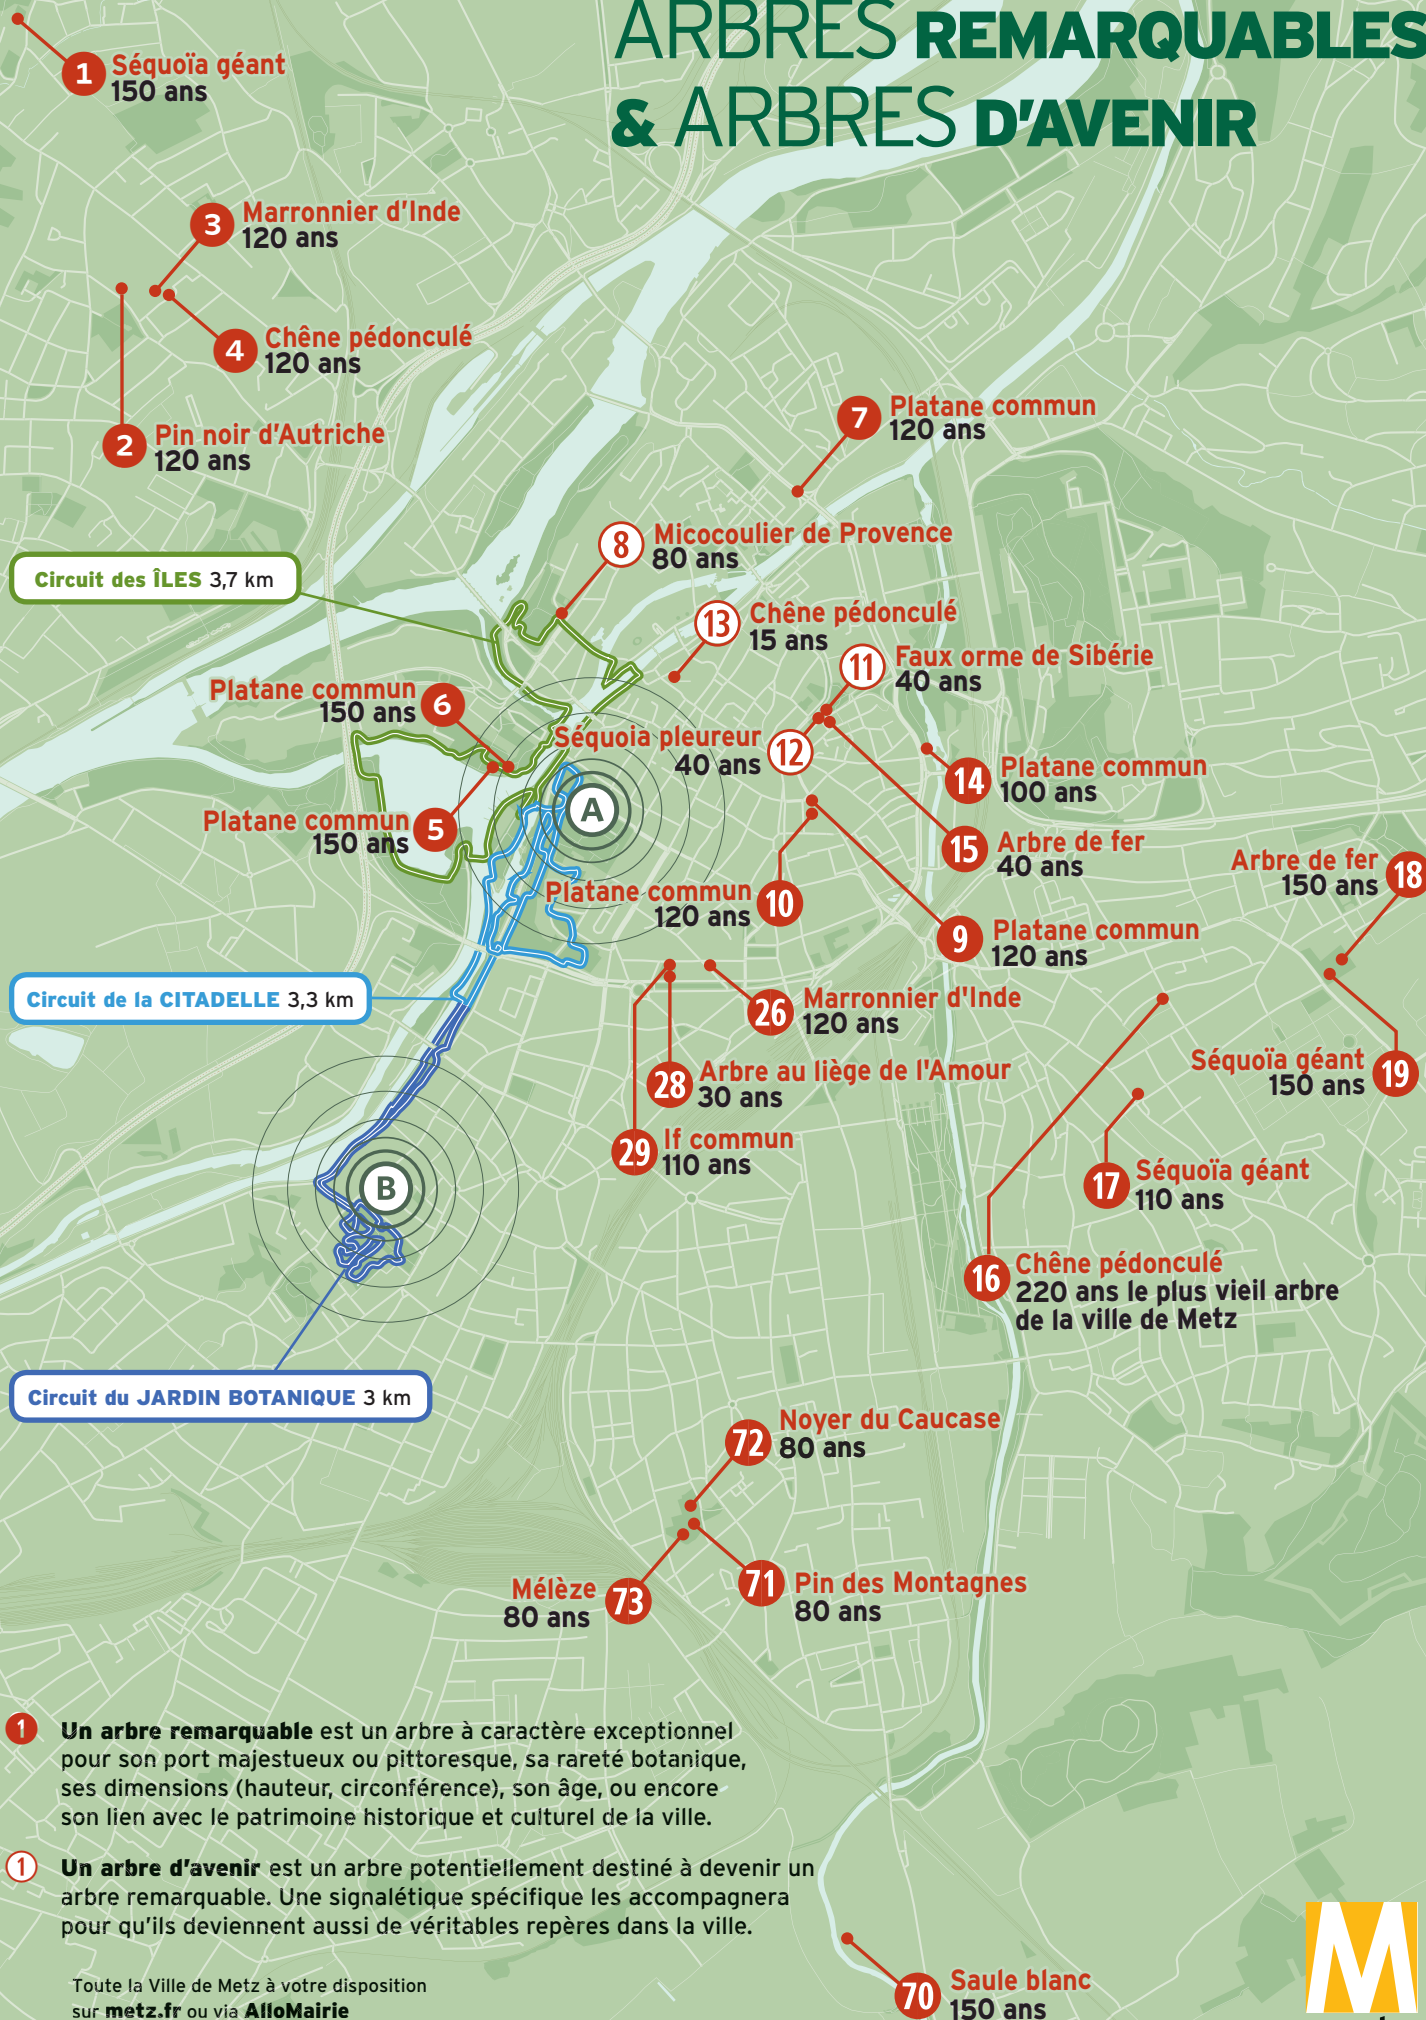 ARBRES REMARQUABLES
& ARBRES D'AVENIR
1 Séquoïa géant
150 ans
3 Marronnier d'Inde
120 ans
4 Chêne pédonculé
120 ans
2 Pin noir d'Autriche
120 ans
7 Platane commun
120 ans
8 Micocoulier de Provence
80 ans
Circuit des ÎLES 3,7 km
13 Chêne pédonculé
15 ans
11 Faux orme de Sibérie
40 ans
Platane commun 6
150 ans
Séquoia pleureur 12
40 ans
A
14 Platane commun
100 ans
Platane commun 5
150 ans
15 Arbre de fer
40 ans
Arbre de fer 18
150 ans
Platane commun 10
120 ans
9 Platane commun
120 ans
Circuit de la CITADELLE 3,3 km
26 Marronnier d'Inde
120 ans
28 Arbre au liège de l'Amour
30 ans
Séquoïa géant 19
150 ans
29 If commun
110 ans
B
17 Séquoïa géant
110 ans
16 Chêne pédonculé
220 ans le plus vieil arbre
de la ville de Metz
Circuit du JARDIN BOTANIQUE 3 km
72 Noyer du Caucase
80 ans
71 Pin des Montagnes
80 ans
Mélèze 73
80 ans
1 Un arbre remarquable est un arbre à caractère exceptionnel
pour son port majestueux ou pittoresque, sa rareté botanique,
ses dimensions (hauteur, circonférence), son âge, ou encore
son lien avec le patrimoine historique et culturel de la ville.
1 Un arbre d'avenir est un arbre potentiellement destiné à devenir un
arbre remarquable. Une signalétique spécifique les accompagnera
pour qu'ils deviennent aussi de véritables repères dans la ville.
Toute la Ville de Metz à votre disposition
sur metz.fr ou via AlloMairie
70 Saule blanc
150 ans
M